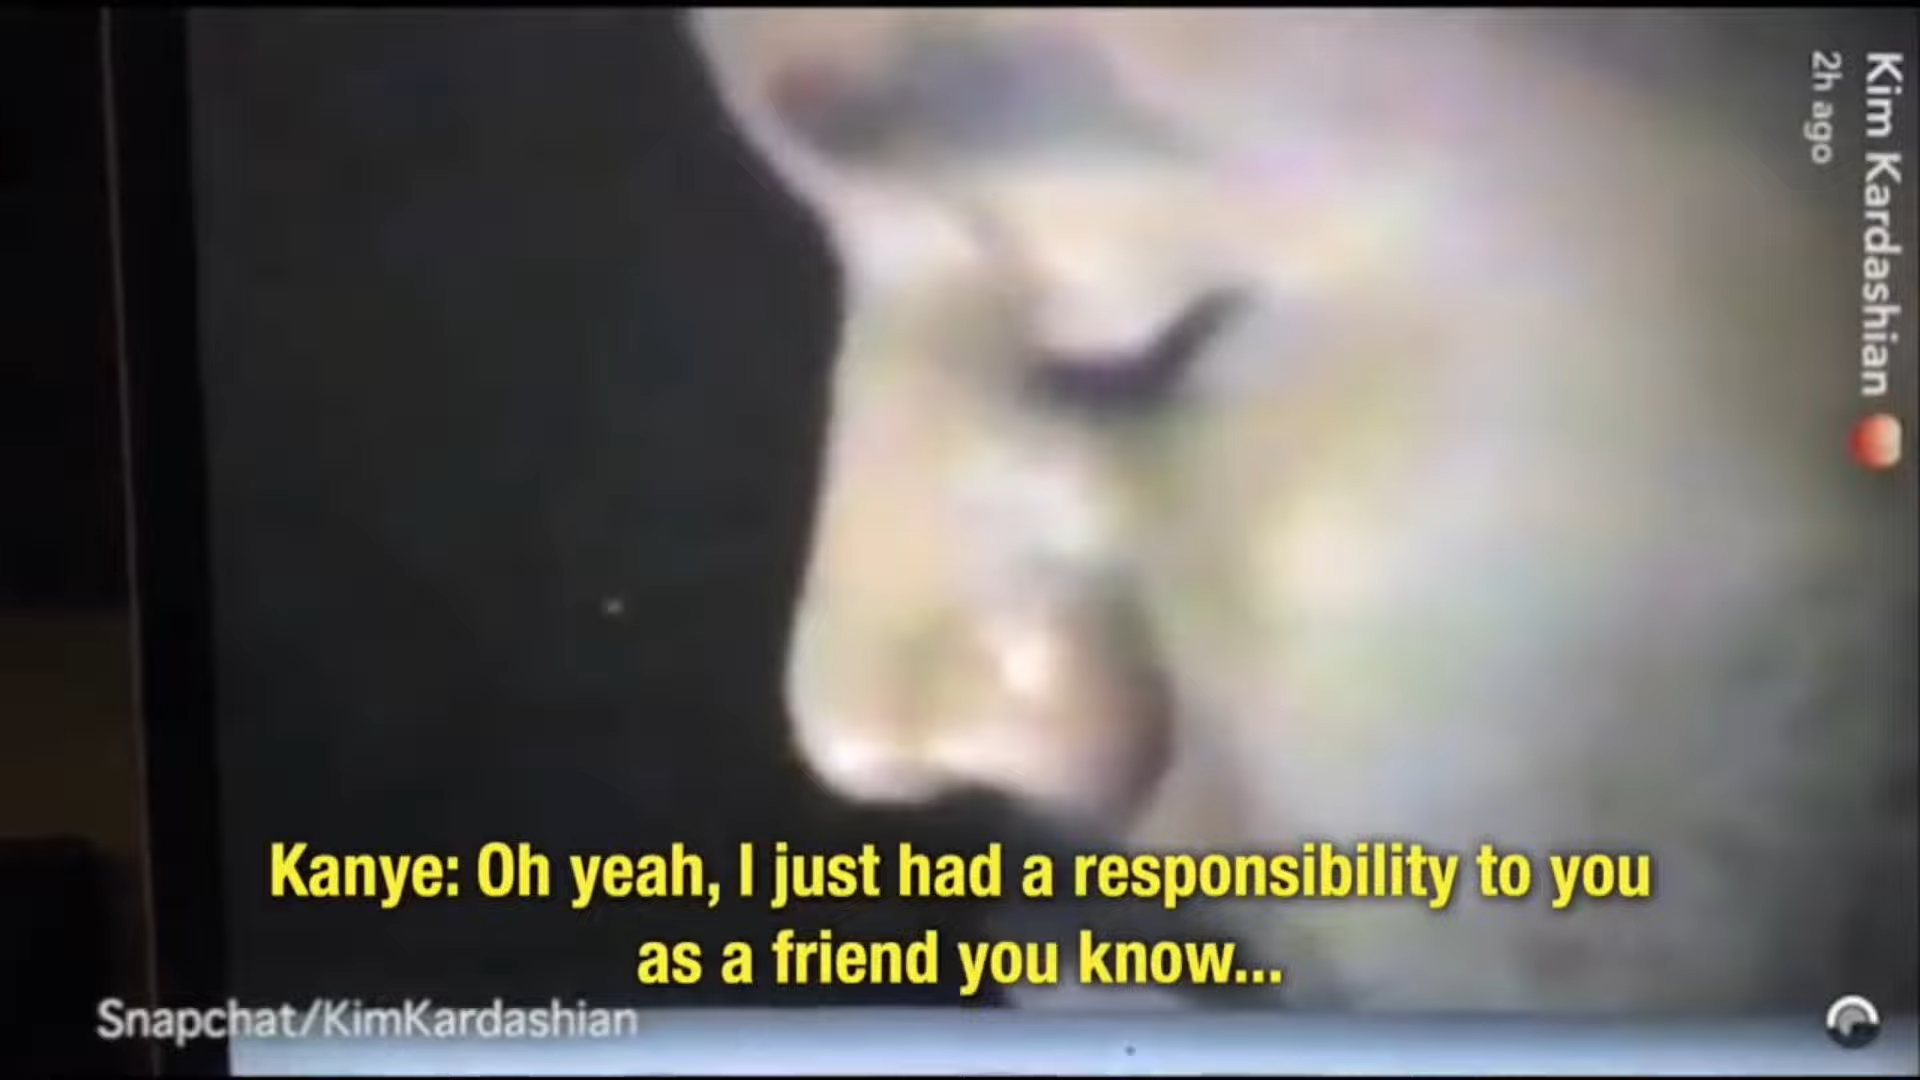 Kim Kardashian
2h ago
Kanye: Oh yeah, I just had a responsibility to you
as a friend you know...
Snapchat/KimKardashian